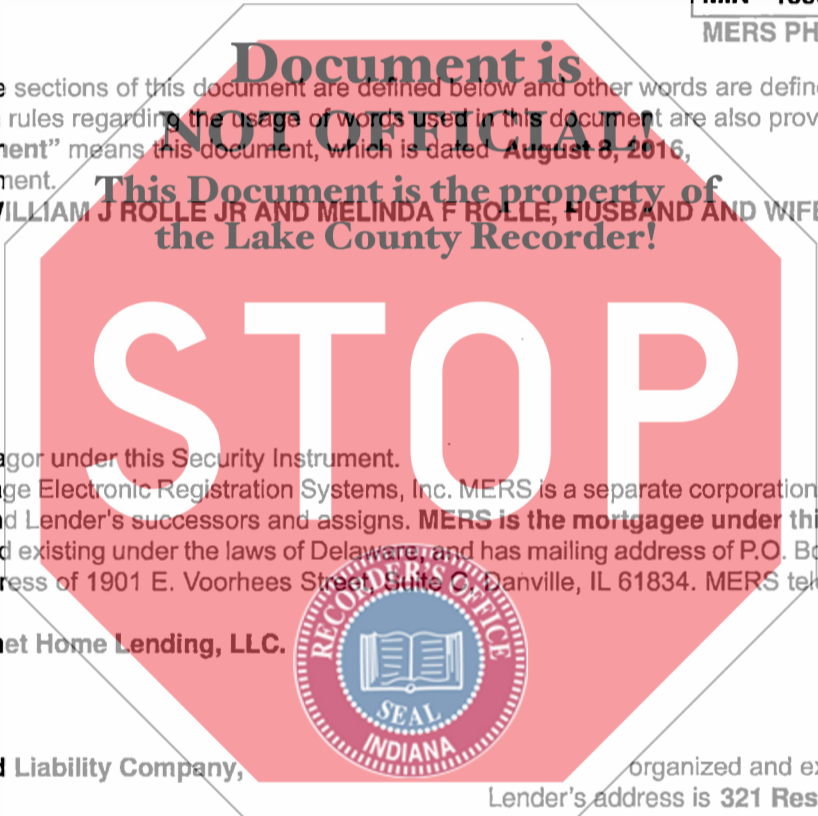 MERS PH
Document is
e sections of this document are defined below and other words are define
rules regarding the usage of words used in this document are also prov
NOT OFFICIAL!
ment” means this document, which is dated August 8, 2016,
ment.
This Document is the property of
WILLIAM J ROLLE JR AND MELINDA F ROLLE, HUSBAND AND WIFE
the Lake County Recorder!
STOP
agor under this Security Instrument.
ge Electronic Registration Systems, Inc. MERS is a separate corporation
d Lender's successors and assigns. MERS is the mortgagee under thi
d existing under the laws of Delaware, and has mailing address of P.O. Bo
ress of 1901 E. Voorhees Street, Suite C, Danville, IL 61834. MERS tel
RECORDER'S OFFICE
et Home Lending, LLC.
SEAL
INDIANA
d Liability Company,
organized and ex
Lender's address is 321 Res